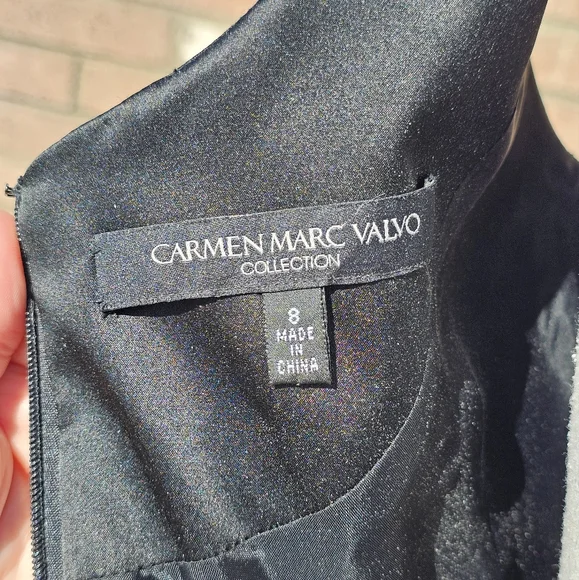 CARMEN MARC VALVO
COLLECTION
8
MADE
IN
CHINA